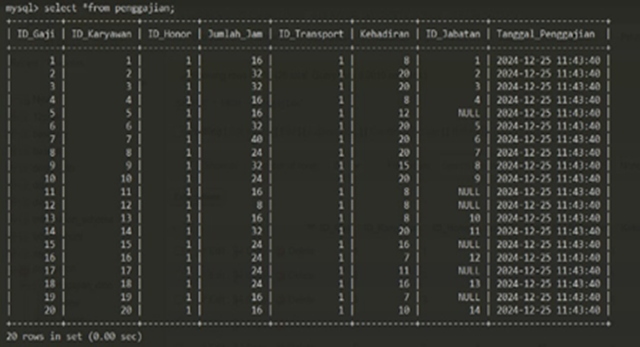 mysql> select *from penggajian;
| ID_Gaji | ID_Karyawan | ID_Honor | Jumlah_Jam | ID_Transport | Kehadiran | ID_Jabatan | Tanggal_Penggajian |
| 1 | 1 | 1 | 16 | 1 | 8 | 1 | 2024-12-25 11:43:40 |
| 2 | 2 | 1 | 32 | 1 | 20 | 2 | 2024-12-25 11:43:40 |
| 3 | 3 | 1 | 32 | 1 | 20 | 3 | 2024-12-25 11:43:40 |
| 4 | 4 | 1 | 16 | 1 | 8 | 4 | 2024-12-25 11:43:40 |
| 5 | 5 | 1 | 16 | 1 | 12 | NULL | 2024-12-25 11:43:40 |
| 6 | 6 | 1 | 32 | 1 | 20 | 5 | 2024-12-25 11:43:40 |
| 7 | 7 | 1 | 40 | 1 | 20 | 6 | 2024-12-25 11:43:40 |
| 8 | 8 | 1 | 24 | 1 | 20 | 7 | 2024-12-25 11:43:40 |
| 9 | 9 | 1 | 32 | 1 | 15 | 8 | 2024-12-25 11:43:40 |
| 10 | 10 | 1 | 24 | 1 | 20 | 9 | 2024-12-25 11:43:40 |
| 11 | 11 | 1 | 16 | 1 | 8 | NULL | 2024-12-25 11:43:40 |
| 12 | 12 | 1 | 8 | 1 | 8 | NULL | 2024-12-25 11:43:40 |
| 13 | 13 | 1 | 16 | 1 | 8 | 10 | 2024-12-25 11:43:40 |
| 14 | 14 | 1 | 32 | 1 | 20 | 11 | 2024-12-25 11:43:40 |
| 15 | 15 | 1 | 24 | 1 | 16 | NULL | 2024-12-25 11:43:40 |
| 16 | 16 | 1 | 24 | 1 | 7 | 12 | 2024-12-25 11:43:40 |
| 17 | 17 | 1 | 24 | 1 | 11 | NULL | 2024-12-25 11:43:40 |
| 18 | 18 | 1 | 24 | 1 | 16 | 13 | 2024-12-25 11:43:40 |
| 19 | 19 | 1 | 16 | 1 | 7 | NULL | 2024-12-25 11:43:40 |
| 20 | 20 | 1 | 16 | 1 | 10 | 14 | 2024-12-25 11:43:40 |
20 rows in set (0.00 sec)